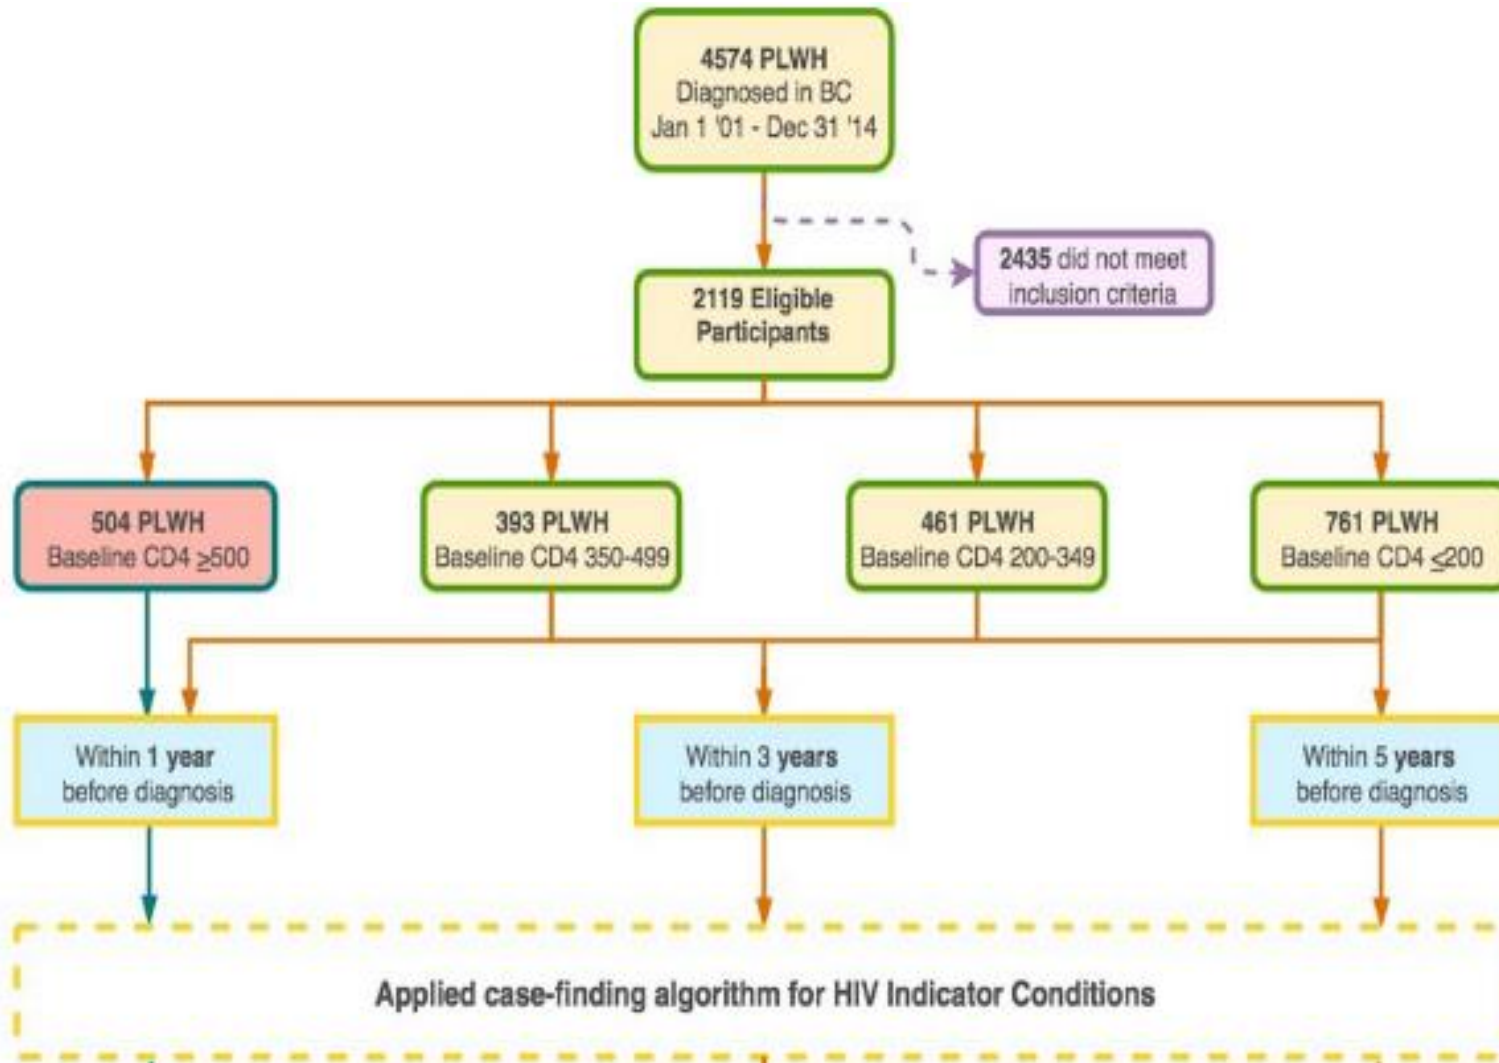 4574 PLWH
Diagnosed in BC
Jan 1 '01 - Dec 31 '14
2435 did not meet
inclusion criteria
2119 Eligible
Participants
504 PLWH
Baseline CD4 ≥500
393 PLWH
Baseline CD4 350-499
461 PLWH
Baseline CD4 200-349
761 PLWH
Baseline CD4 ≤200
Within 1 year
before diagnosis
Within 3 years
before diagnosis
Within 5 years
before diagnosis
Applied case-finding algorithm for HIV Indicator Conditions